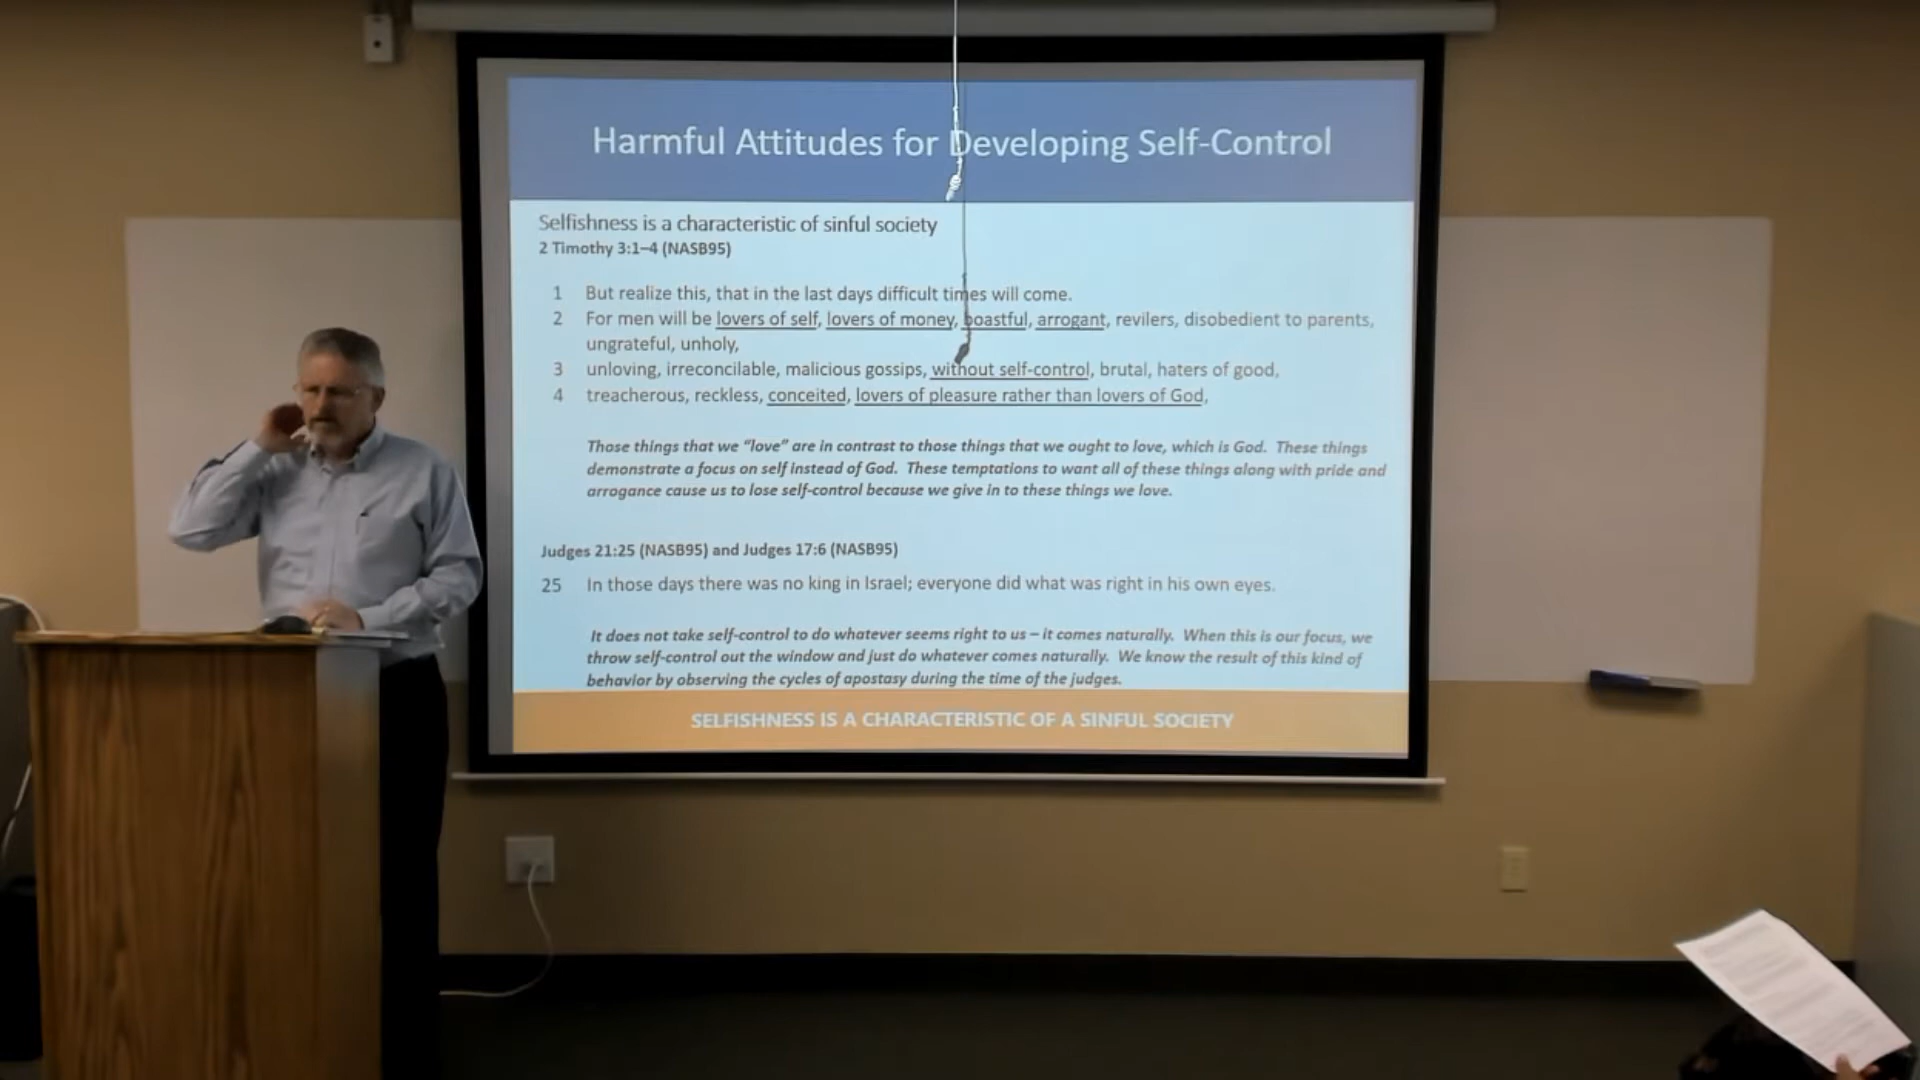 Harmful Attitudes for Developing Self-Control
Selfishness is a characteristic of sinful society
2 Timothy 3:1–4 (NASB95)
1 But realize this, that in the last days difficult times will come.
2 For men will be lovers of self, lovers of money, boastful, arrogant, revilers, disobedient to parents,
ungrateful, unholy,
3 unloving, irreconcilable, malicious gossips, without self-control, brutal, haters of good,
4 treacherous, reckless, conceited, lovers of pleasure rather than lovers of God,
Those things that we “love” are in contrast to those things that we ought to love, which is God. These things
demonstrate a focus on self instead of God. These temptations to want all of these things along with pride and
arrogance cause us to lose self-control because we give in to these things we love.
Judges 21:25 (NASB95) and Judges 17:6 (NASB95)
25 In those days there was no king in Israel; everyone did what was right in his own eyes.
It does not take self-control to do whatever seems right to us – it comes naturally. When this is our focus, we
throw self-control out the window and just do whatever comes naturally. We know the result of this kind of
behavior by observing the cycles of apostasy during the time of the judges.
SELFISHNESS IS A CHARACTERISTIC OF A SINFUL SOCIETY